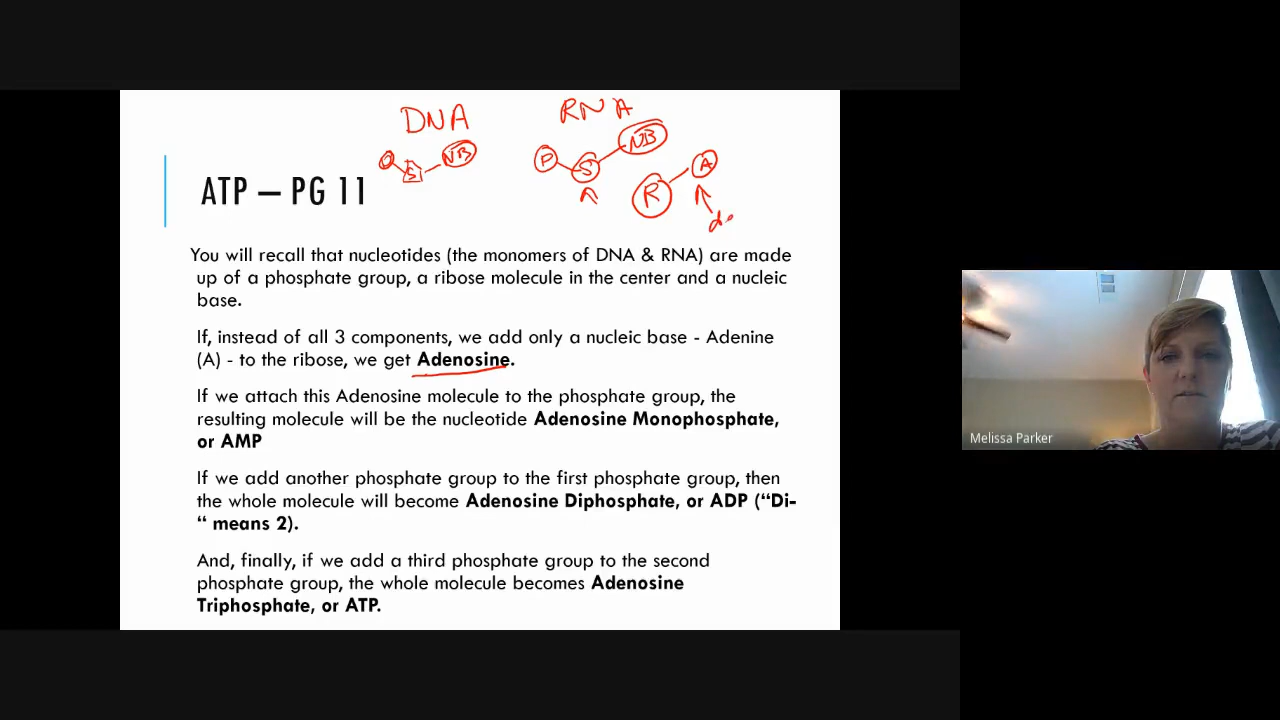 DNA
RNA
P S NB
P S NB
R A
ATP – PG 11
You will recall that nucleotides (the monomers of DNA & RNA) are made
up of a phosphate group, a ribose molecule in the center and a nucleic
base.
If, instead of all 3 components, we add only a nucleic base - Adenine
(A) - to the ribose, we get Adenosine.
If we attach this Adenosine molecule to the phosphate group, the
resulting molecule will be the nucleotide Adenosine Monophosphate,
or AMP
If we add another phosphate group to the first phosphate group, then
the whole molecule will become Adenosine Diphosphate, or ADP (“Di-
“ means 2).
And, finally, if we add a third phosphate group to the second
phosphate group, the whole molecule becomes Adenosine
Triphosphate, or ATP.
Melissa Parker